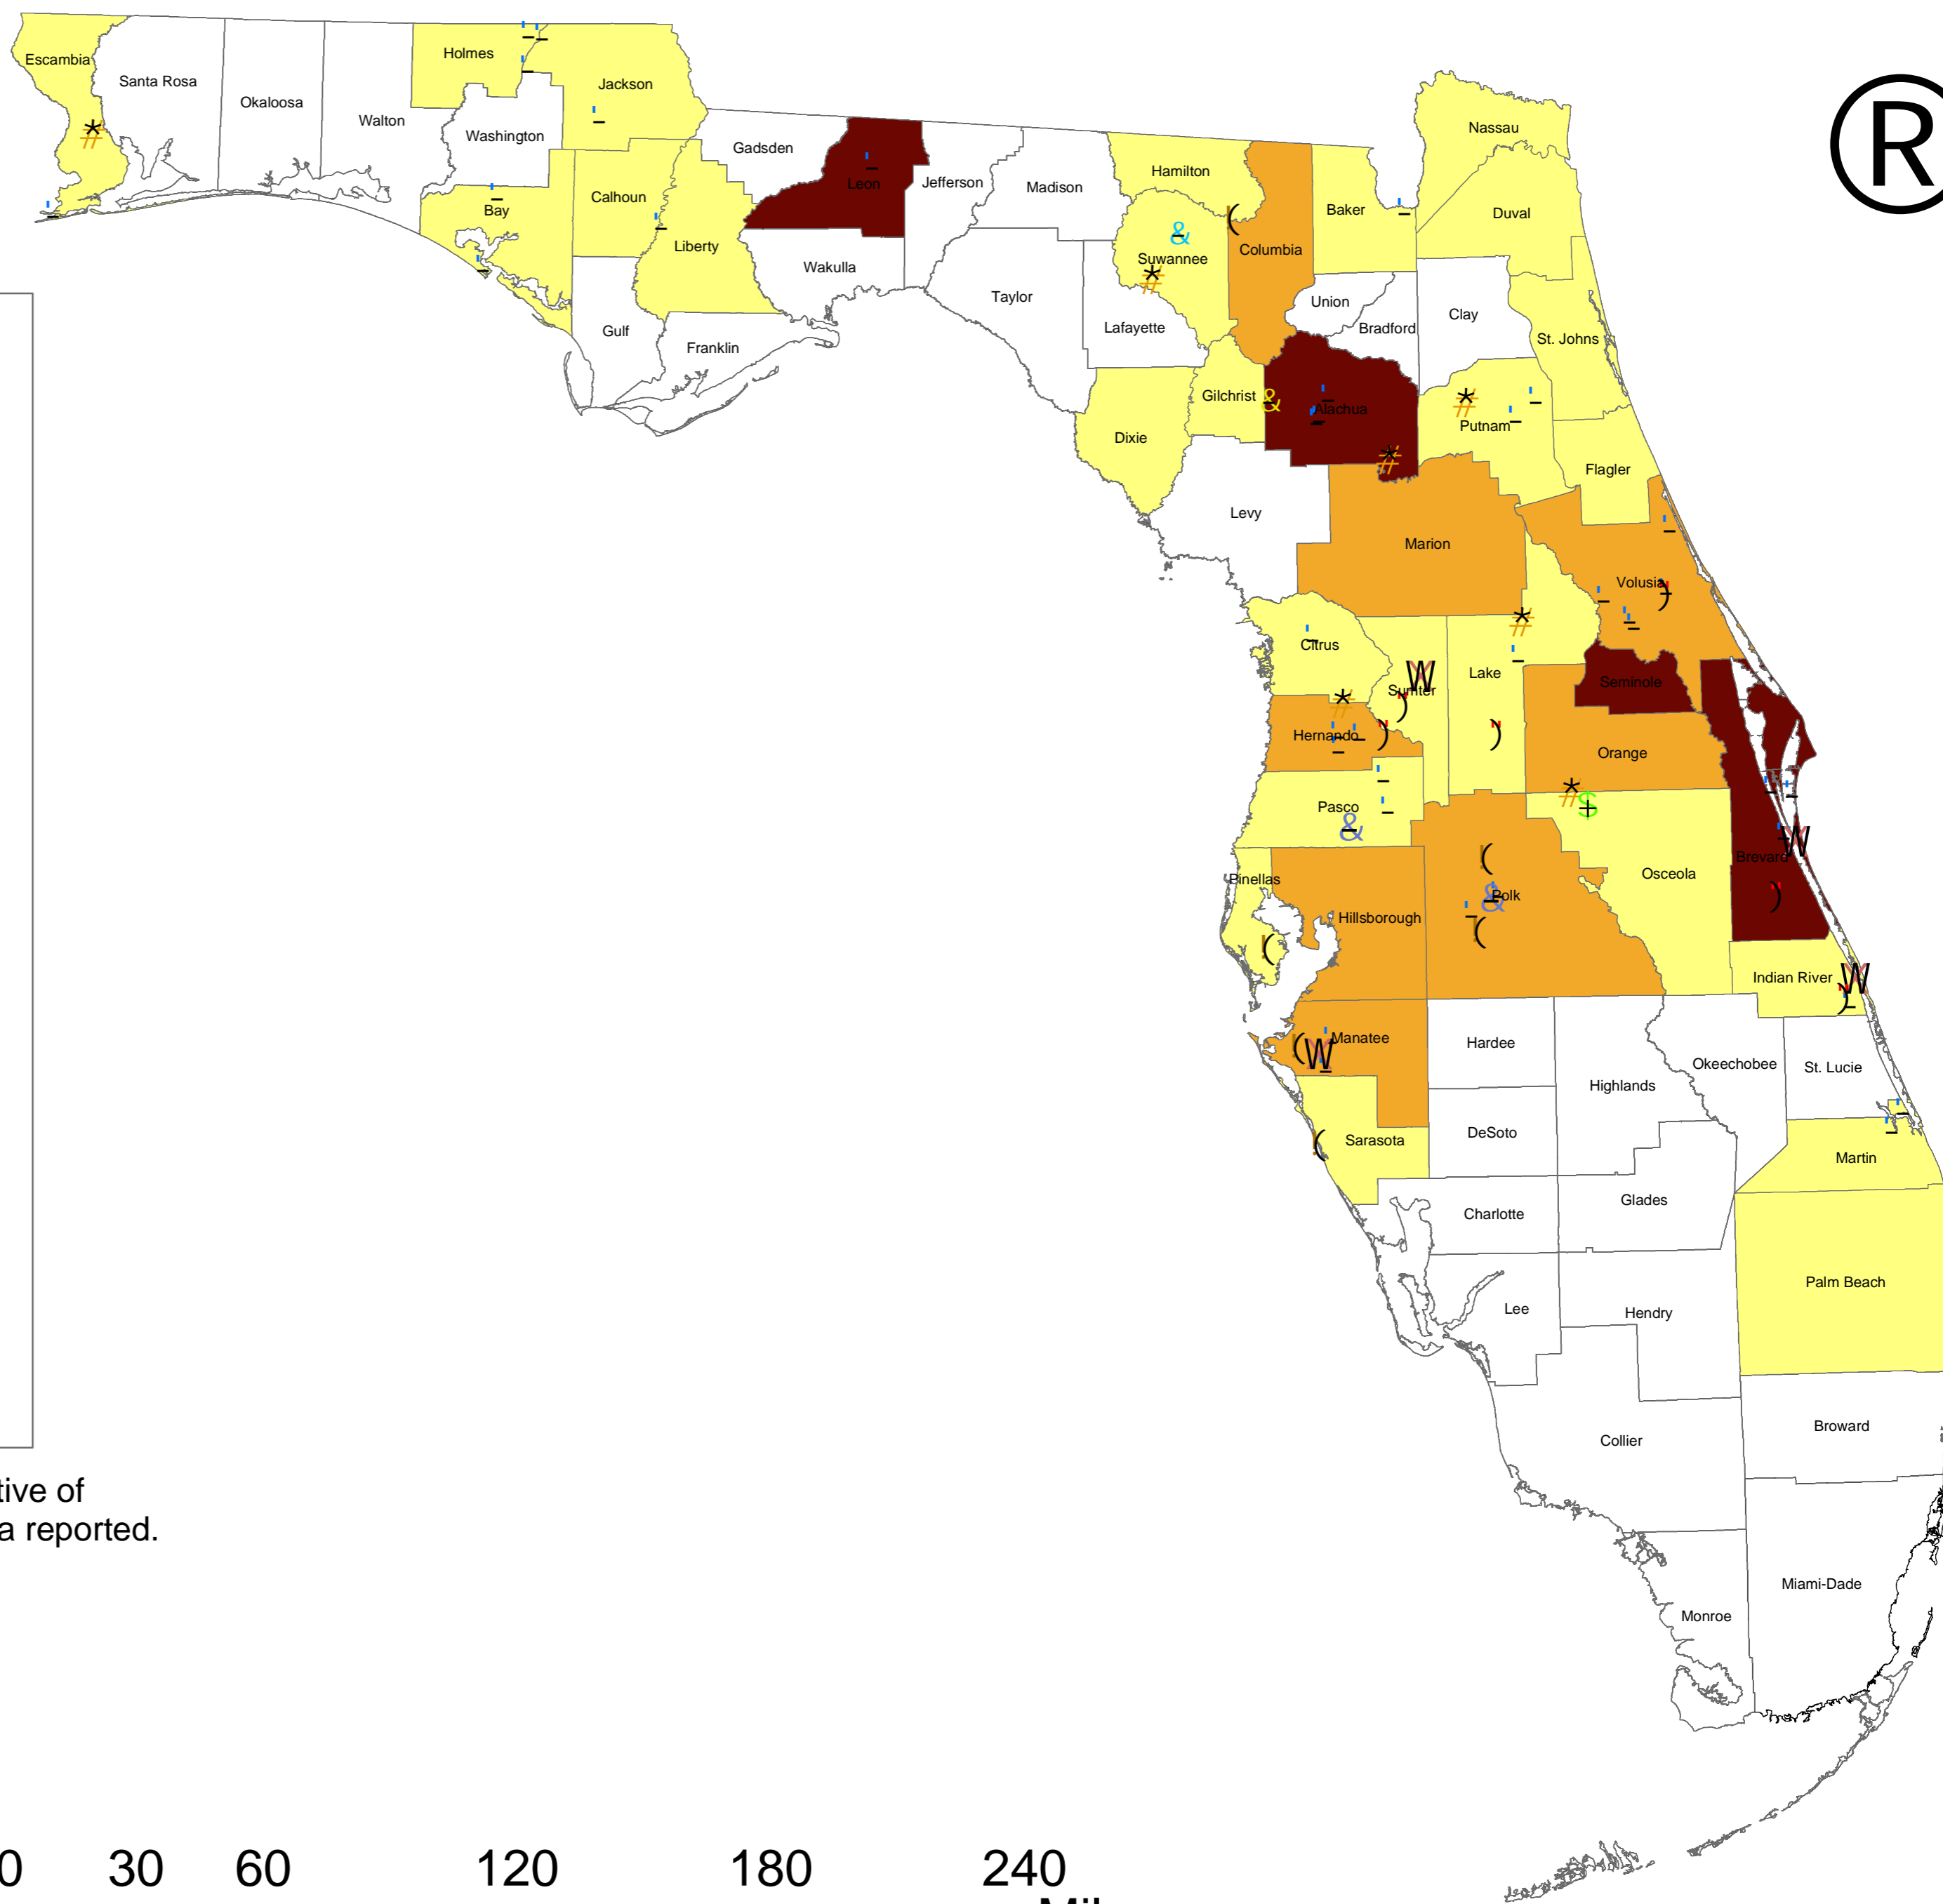 ®
Escambia
Santa Rosa
Okaloosa
Walton
Holmes
Washington
Jackson
Bay
Calhoun
Gulf
Liberty
Franklin
Gadsden
Leon
Wakulla
Jefferson
Madison
Taylor
Hamilton
Suwannee
Lafayette
Columbia
Baker
Nassau
Duval
Union
Bradford
Clay
St. Johns
Dixie
Gilchrist
Alachua
Putnam
Flagler
Levy
Marion
Volusia
Citrus
Sumter
Lake
Seminole
Hernando
Orange
Pasco
Pinellas
Hillsborough
Polk
Osceola
Brevard
Indian River
Manatee
Hardee
Highlands
Okeechobee
St. Lucie
Sarasota
DeSoto
Martin
Charlotte
Glades
Palm Beach
Lee
Hendry
Collier
Broward
Miami-Dade
Monroe
tive of
a reported.
0 30 60 120 180 240